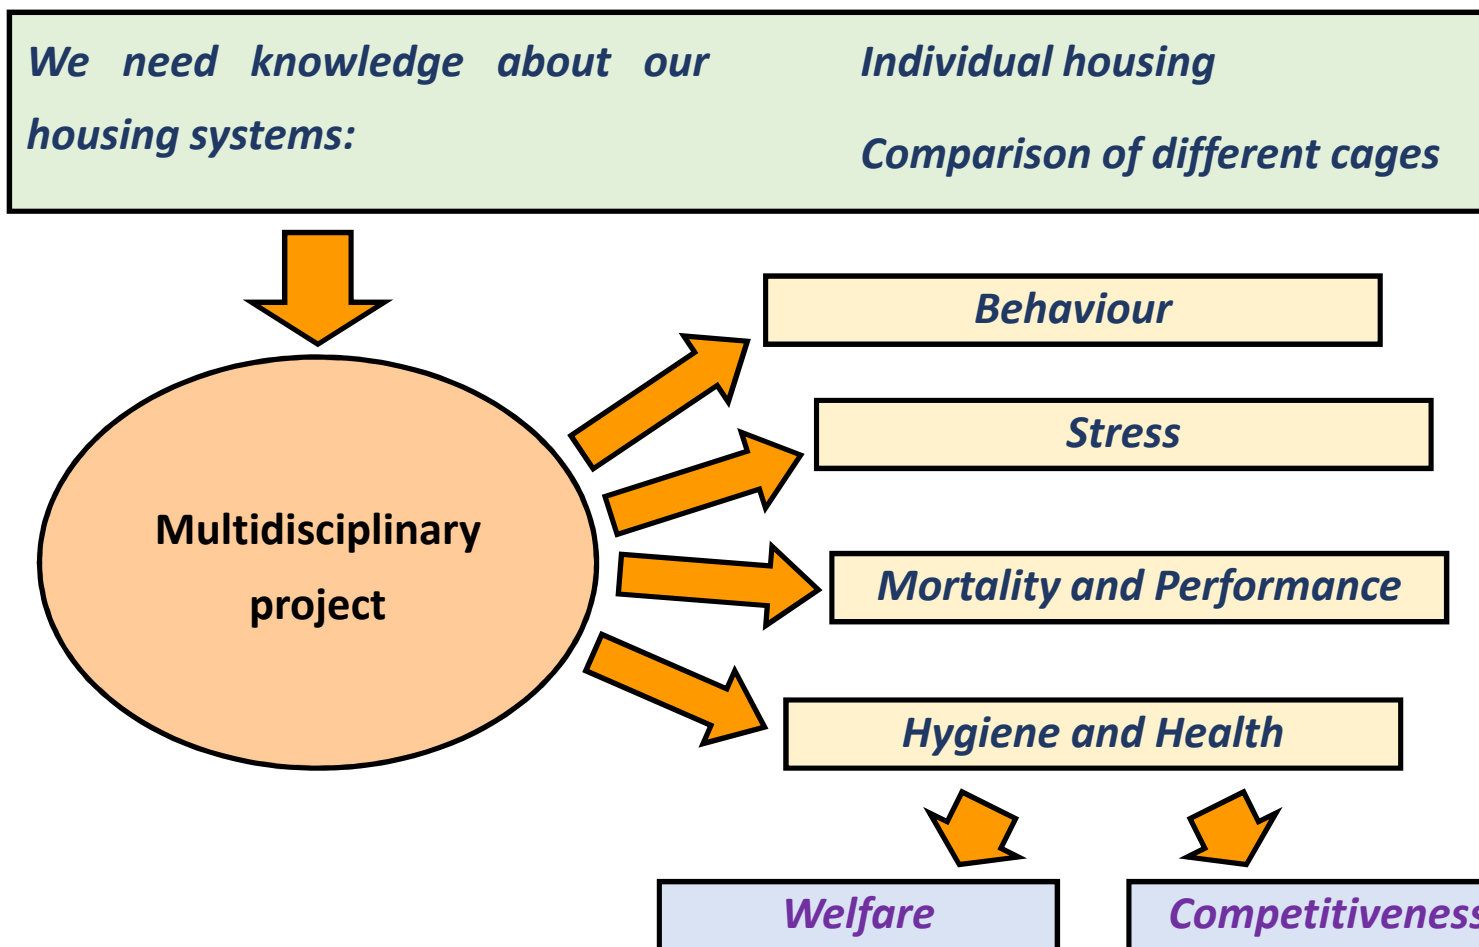 We need knowledge about our
housing systems:
Individual housing
Comparison of different cages
Behaviour
Stress
Multidisciplinary
project
Mortality and Performance
Hygiene and Health
Welfare
Competitiveness